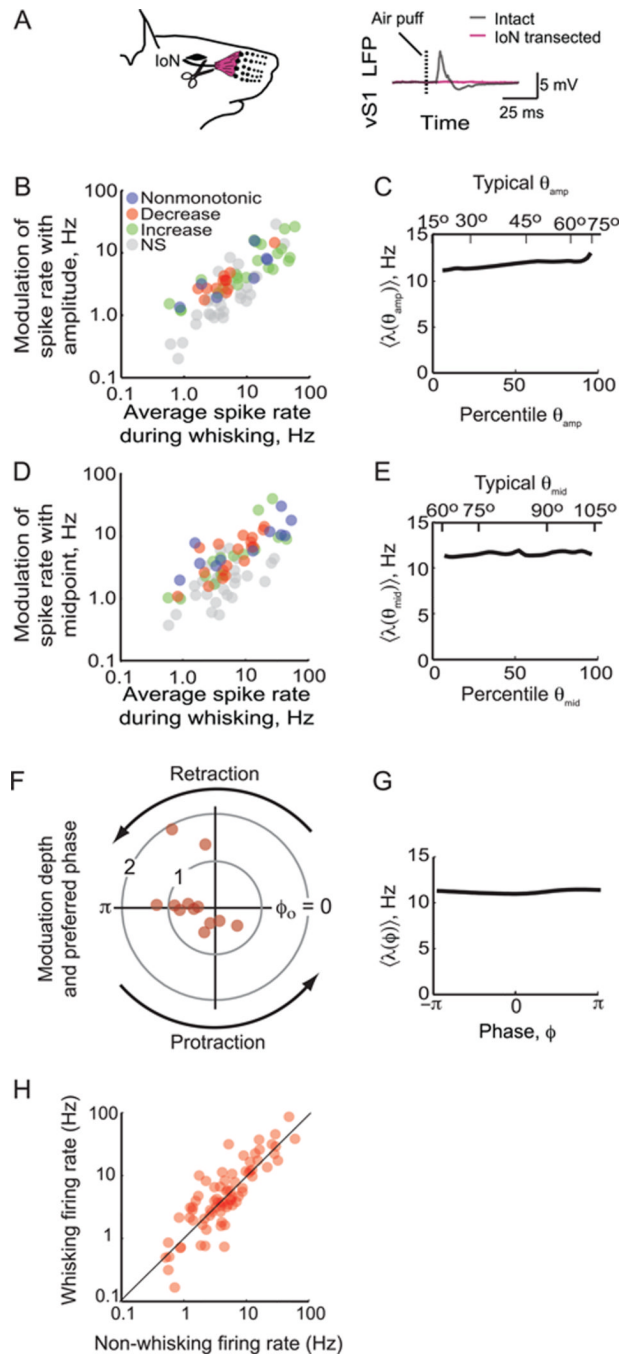 A
IoN
Air puff
Intact
IoN transected
vS1 LFP
5 mV
25 ms
Time
B
Modulation of
spike rate with
amplitude, Hz
100
10
1.0
0.1
Nonmonotonic
Decrease
Increase
NS
0.1 1.0 10 100
Average spike rate
during whisking, Hz
C
Typical θamp
15º 30º 45º 60º 75º
⟨λ(θamp)⟩, Hz
15
10
5
0
0 50 100
Percentile θamp
D
Modulation of
spike rate with
midpoint, Hz
100
10
1.0
0.1
0.1 1.0 10 100
Average spike rate
during whisking, Hz
E
Typical θmid
60º 75º 90º 105º
⟨λ(θmid)⟩, Hz
15
10
5
0
0 50 100
Percentile θmid
F
Moduation depth
and preferred phase
Retraction
2
1
π
ϕo = 0
Protraction
G
⟨λ(ϕ)⟩, Hz
15
10
5
0
−π 0 π
Phase, ϕ
H
Whisking firing rate (Hz)
100
10
1
0.1
0.1 1 10 100
Non-whisking firing rate (Hz)